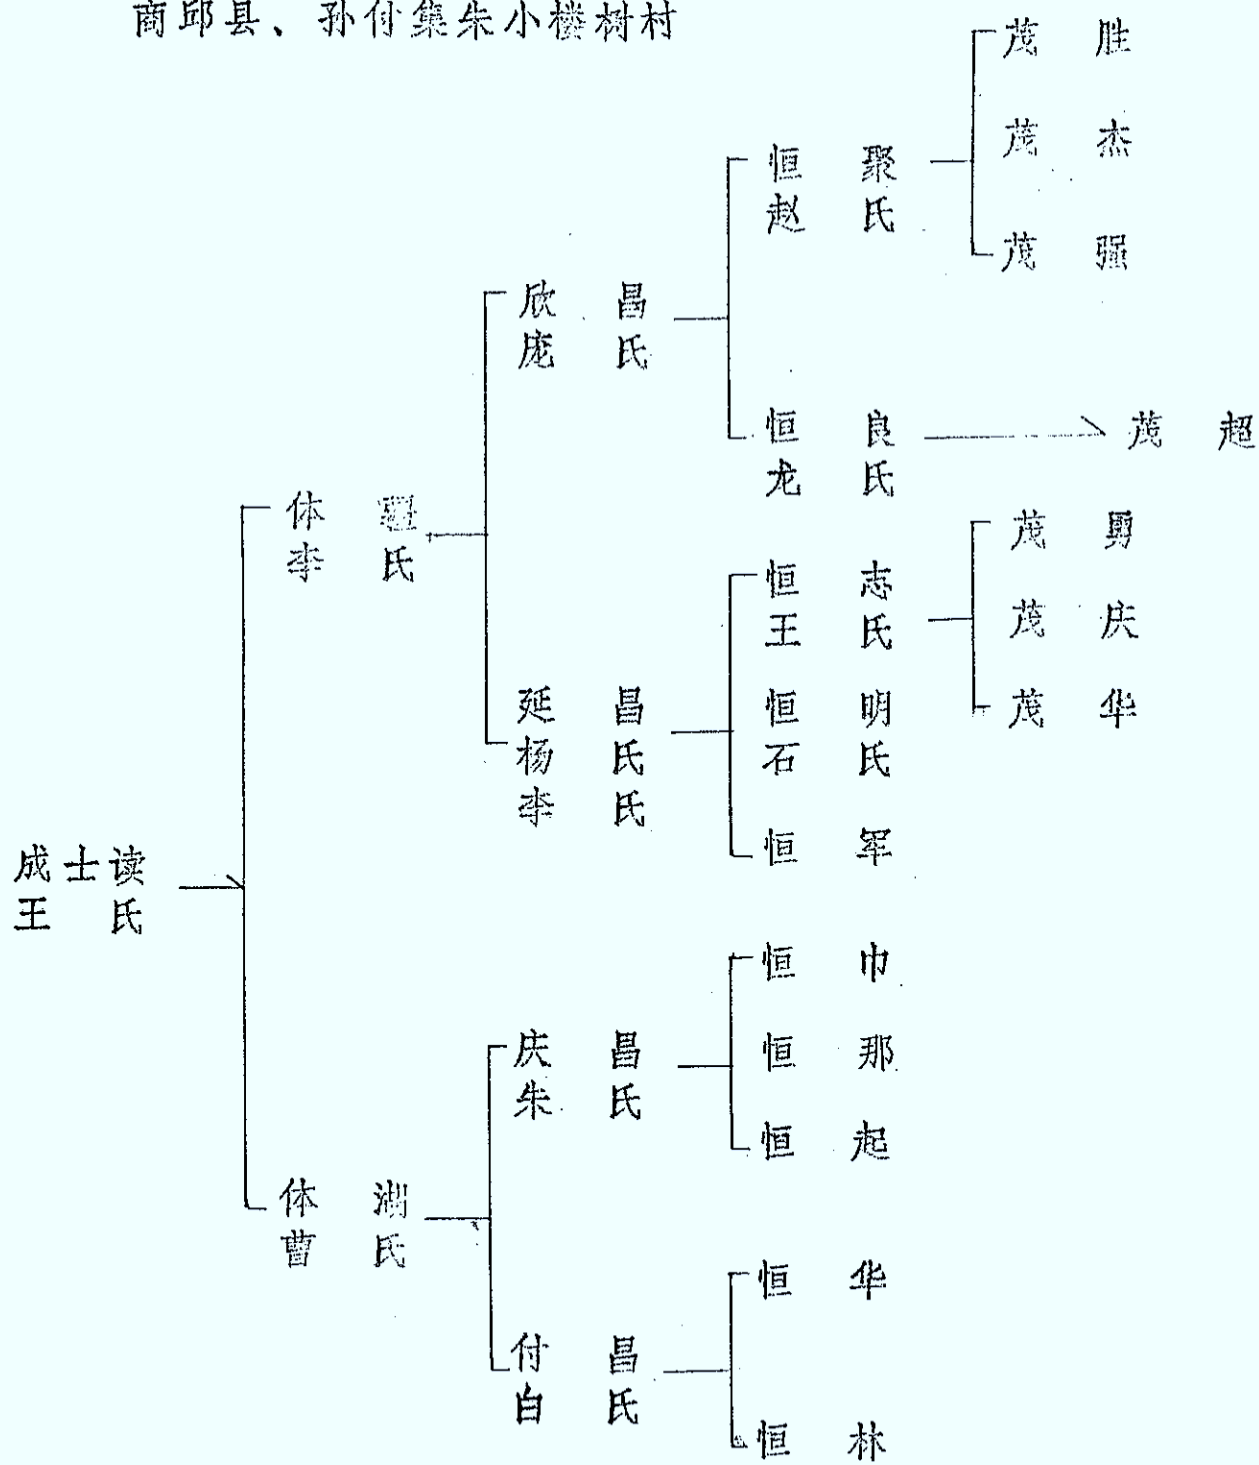 商邱县、孙付集朱小楼树村
成士读
王氏
体
李氏
欣昌
庞氏
恒聚
赵氏
茂胜
茂杰
茂强
恒良
龙氏
茂超
延昌
杨氏
李氏
恒志
王氏
茂勇
茂庆
茂华
恒明
石氏
恒军
体湖
曹氏
庆昌
朱氏
恒巾
恒那
恒起
付昌
白氏
恒华
恒林